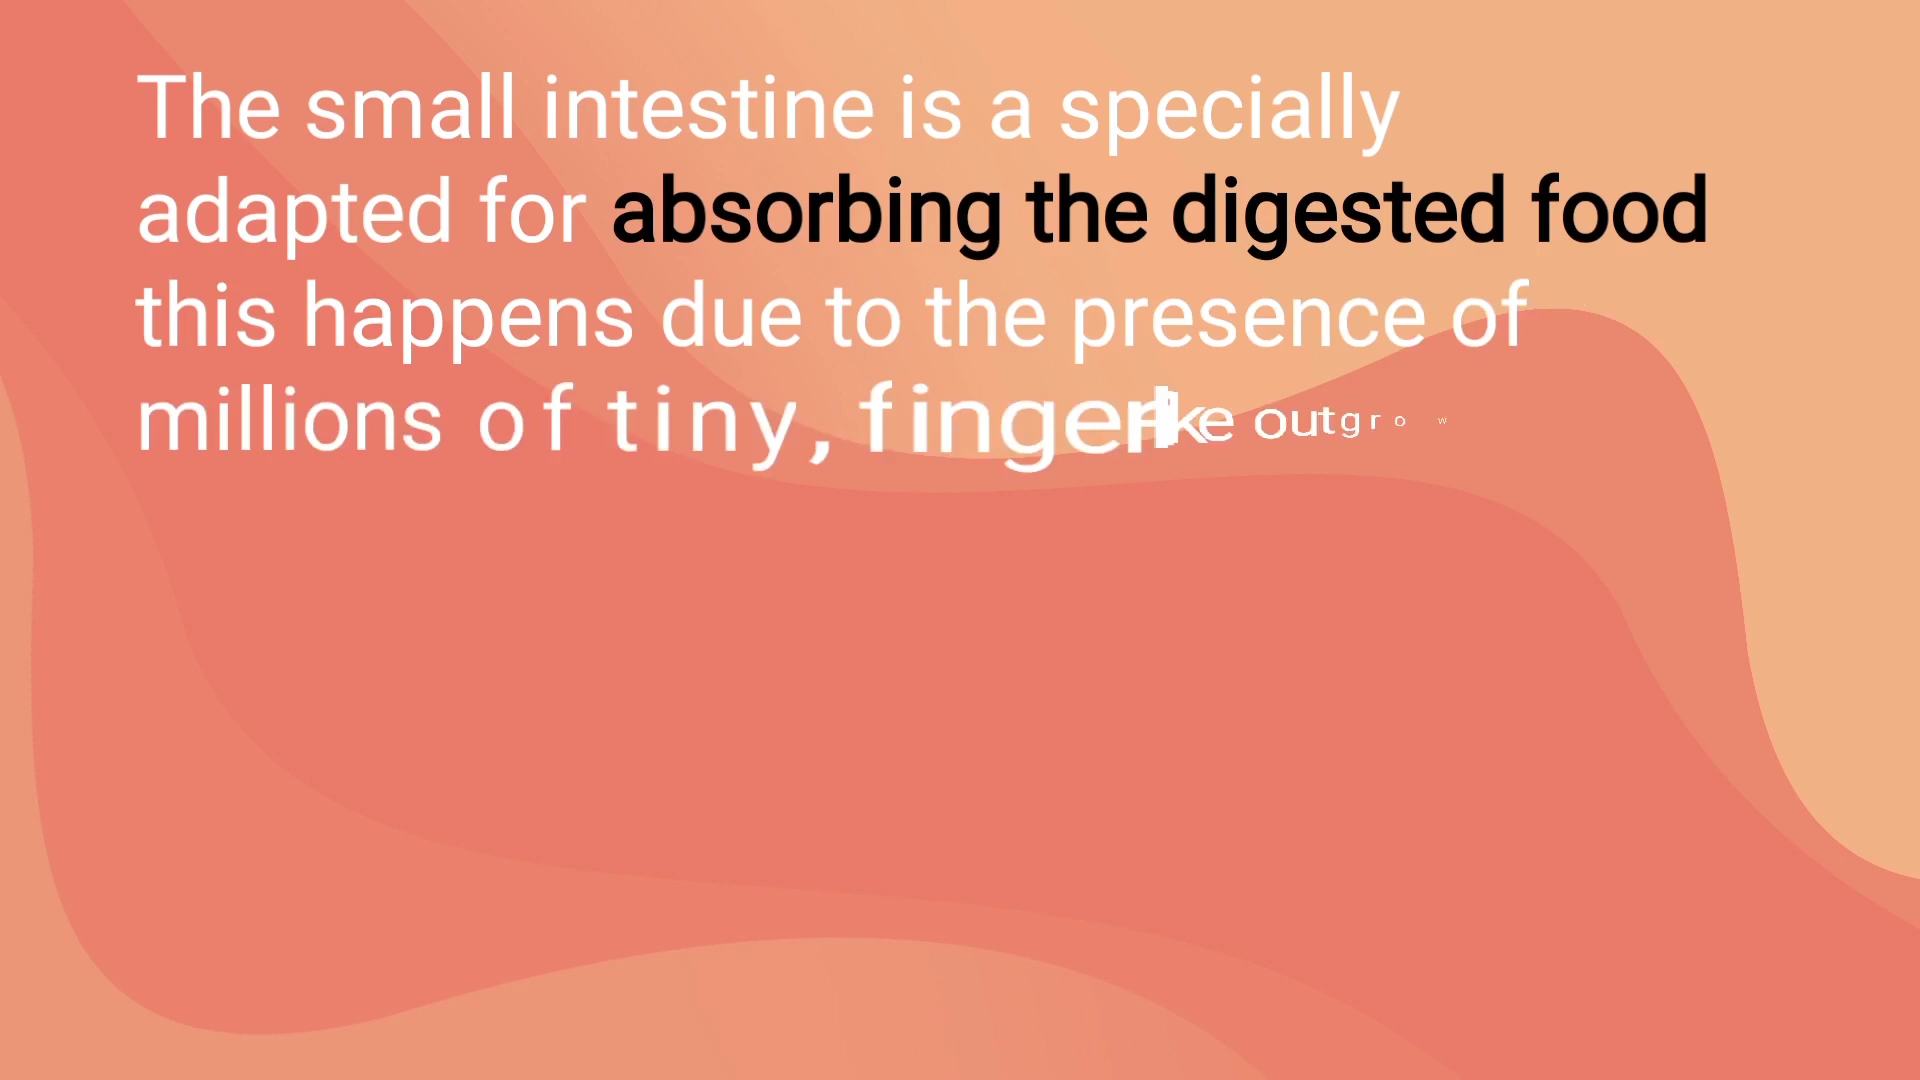 The small intestine is a specially
adapted for absorbing the digested food
this happens due to the presence of
millions of tiny, finger